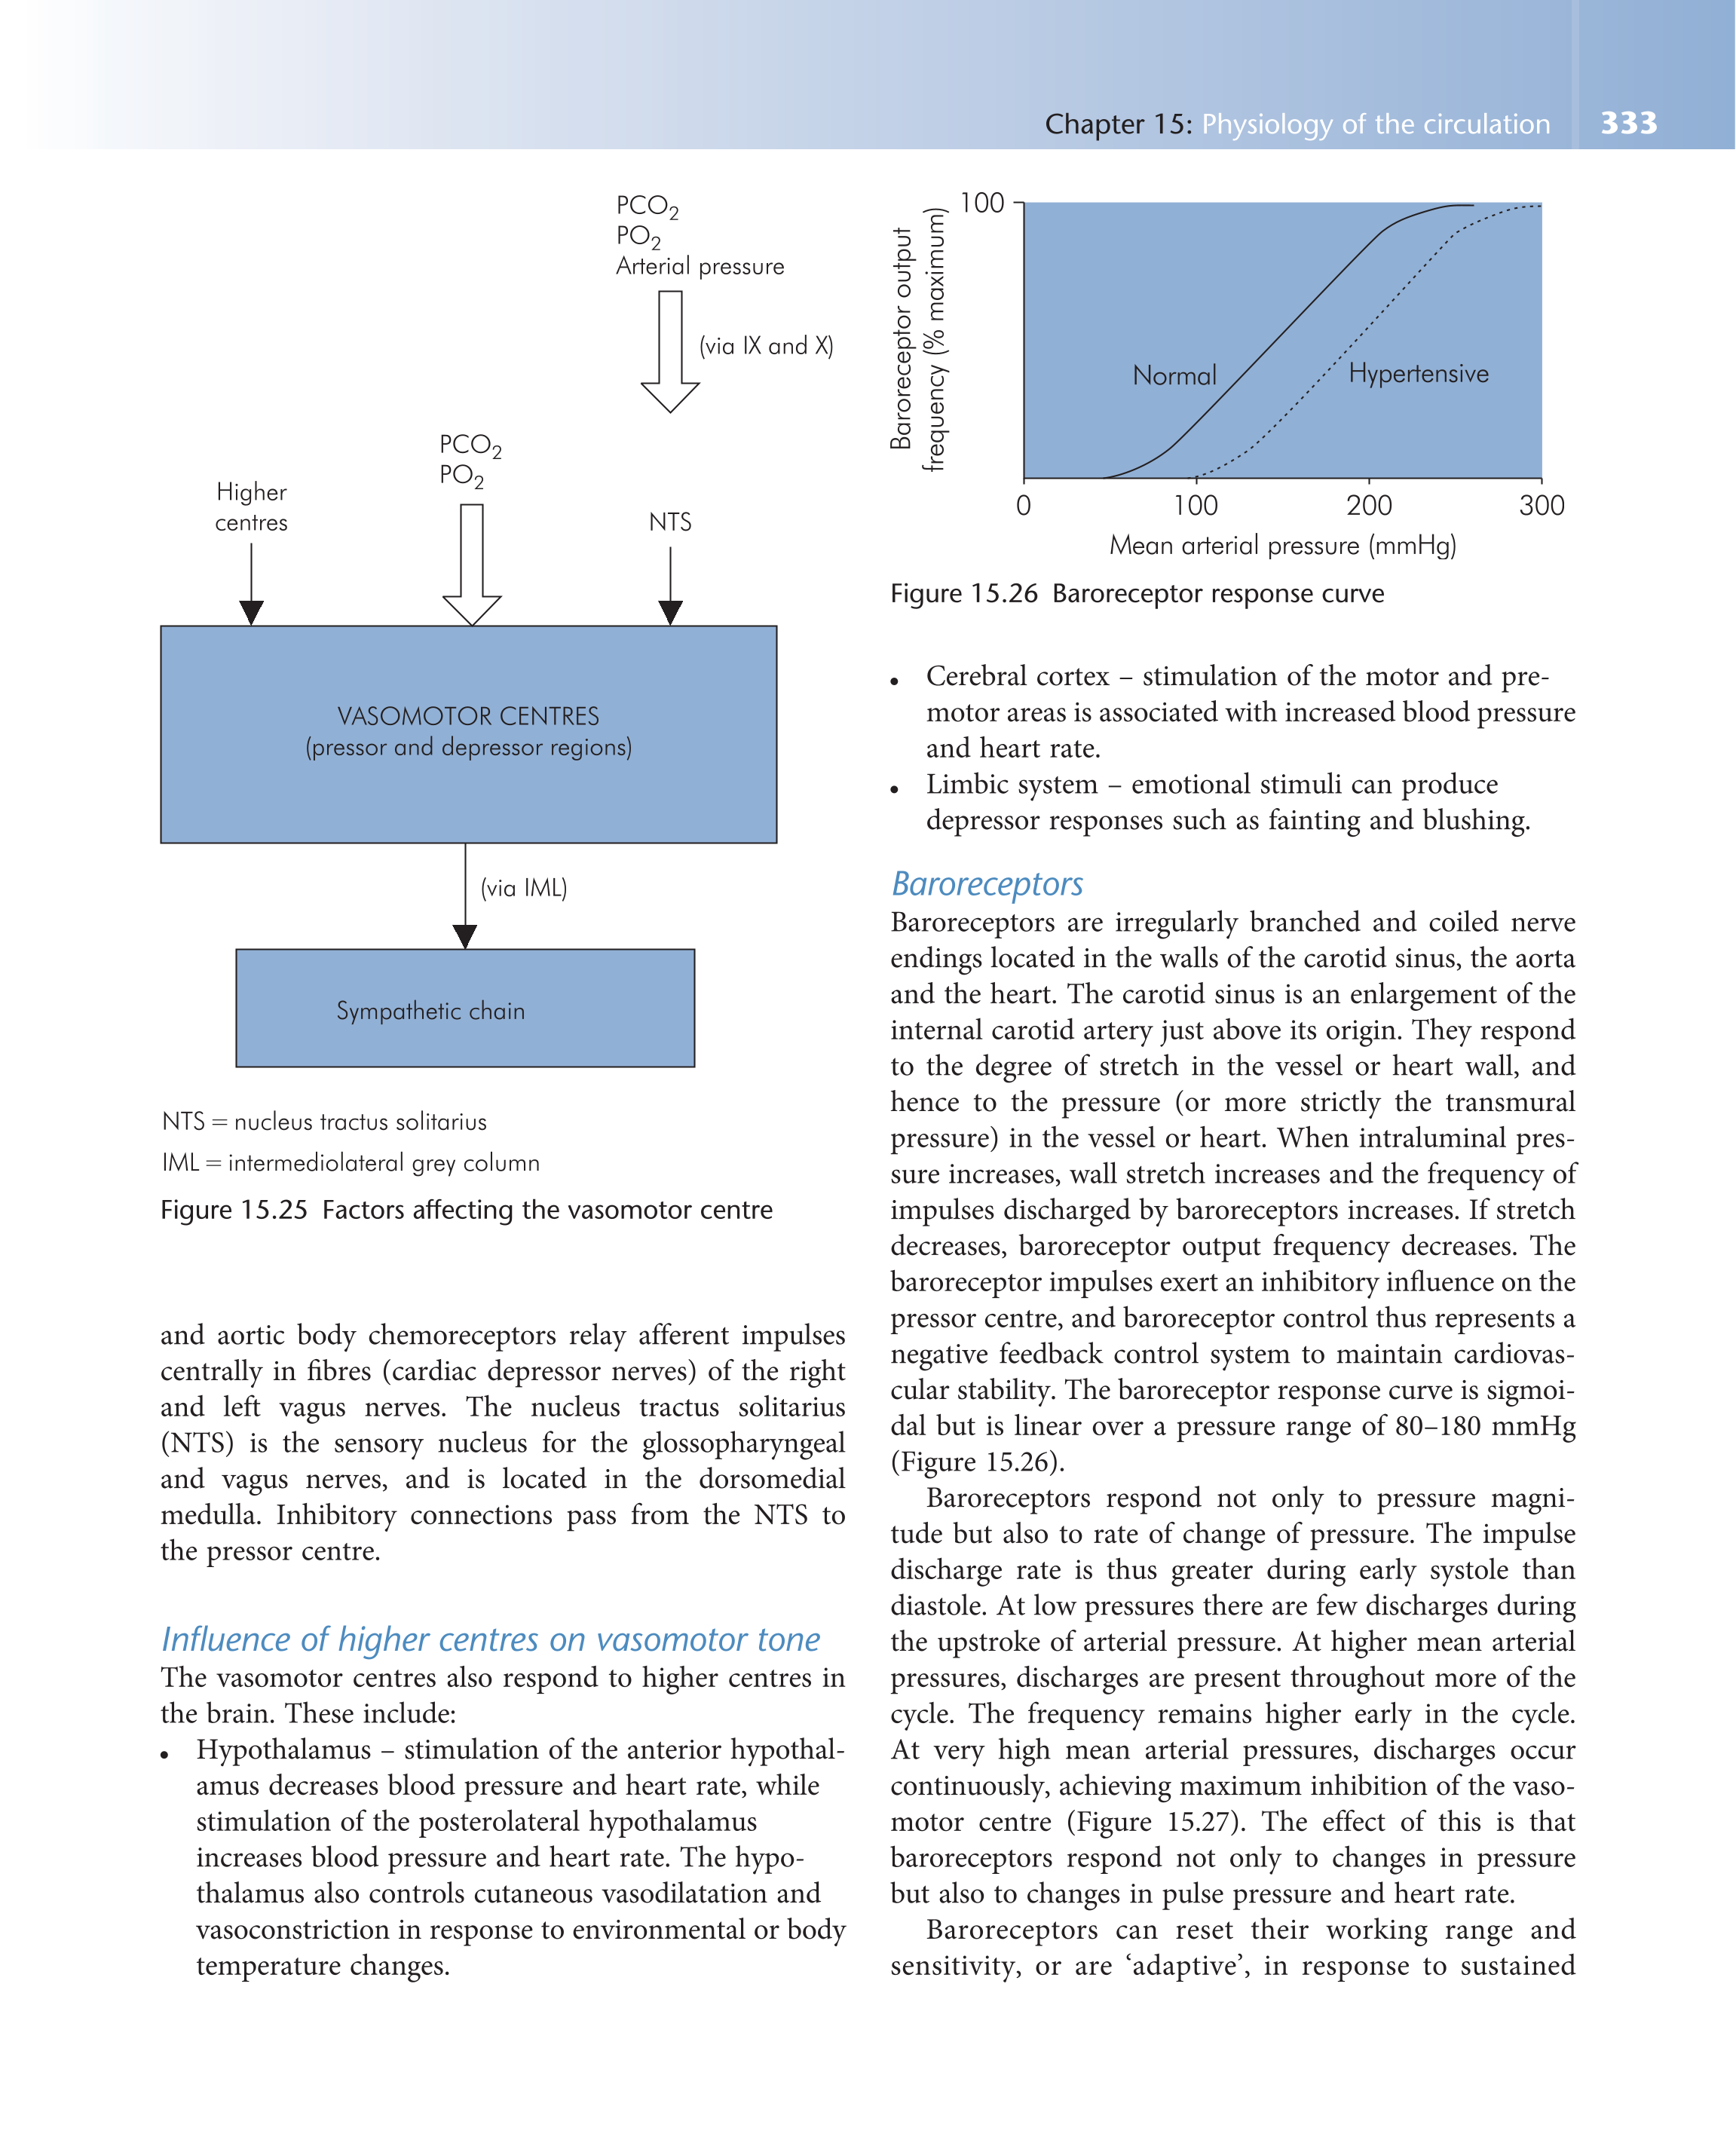 Chapter 15: Physiology of the circulation 333
PCO2
PO2
Arterial pressure
(via IX and X)
PCO2
PO2
Higher
centres
NTS
VASOMOTOR CENTRES
(pressor and depressor regions)
(via IML)
Sympathetic chain
NTS = nucleus tractus solitarius
IML = intermediolateral grey column
Figure 15.25 Factors affecting the vasomotor centre
and aortic body chemoreceptors relay afferent impulses
centrally in fibres (cardiac depressor nerves) of the right
and left vagus nerves. The nucleus tractus solitarius
(NTS) is the sensory nucleus for the glossopharyngeal
and vagus nerves, and is located in the dorsomedial
medulla. Inhibitory connections pass from the NTS to
the pressor centre.
Influence of higher centres on vasomotor tone
The vasomotor centres also respond to higher centres in
the brain. These include:
• Hypothalamus – stimulation of the anterior hypothal-
amus decreases blood pressure and heart rate, while
stimulation of the posterolateral hypothalamus
increases blood pressure and heart rate. The hypo-
thalamus also controls cutaneous vasodilatation and
vasoconstriction in response to environmental or body
temperature changes.
100
Baroreceptor output
frequency (% maximum)
Normal
Hypertensive
0 100 200 300
Mean arterial pressure (mmHg)
Figure 15.26 Baroreceptor response curve
• Cerebral cortex – stimulation of the motor and pre-
motor areas is associated with increased blood pressure
and heart rate.
• Limbic system – emotional stimuli can produce
depressor responses such as fainting and blushing.
Baroreceptors
Baroreceptors are irregularly branched and coiled nerve
endings located in the walls of the carotid sinus, the aorta
and the heart. The carotid sinus is an enlargement of the
internal carotid artery just above its origin. They respond
to the degree of stretch in the vessel or heart wall, and
hence to the pressure (or more strictly the transmural
pressure) in the vessel or heart. When intraluminal pres-
sure increases, wall stretch increases and the frequency of
impulses discharged by baroreceptors increases. If stretch
decreases, baroreceptor output frequency decreases. The
baroreceptor impulses exert an inhibitory influence on the
pressor centre, and baroreceptor control thus represents a
negative feedback control system to maintain cardiovas-
cular stability. The baroreceptor response curve is sigmoi-
dal but is linear over a pressure range of 80–180 mmHg
(Figure 15.26).
Baroreceptors respond not only to pressure magni-
tude but also to rate of change of pressure. The impulse
discharge rate is thus greater during early systole than
diastole. At low pressures there are few discharges during
the upstroke of arterial pressure. At higher mean arterial
pressures, discharges are present throughout more of the
cycle. The frequency remains higher early in the cycle.
At very high mean arterial pressures, discharges occur
continuously, achieving maximum inhibition of the vaso-
motor centre (Figure 15.27). The effect of this is that
baroreceptors respond not only to changes in pressure
but also to changes in pulse pressure and heart rate.
Baroreceptors can reset their working range and
sensitivity, or are ‘adaptive’, in response to sustained